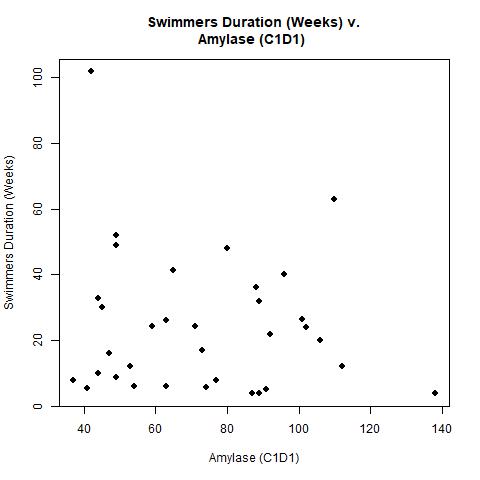 Swimmers Duration (Weeks) v.
Amylase (C1D1)
Swimmers Duration (Weeks)
100
80
60
40
20
0
40 60 80 100 120 140
Amylase (C1D1)